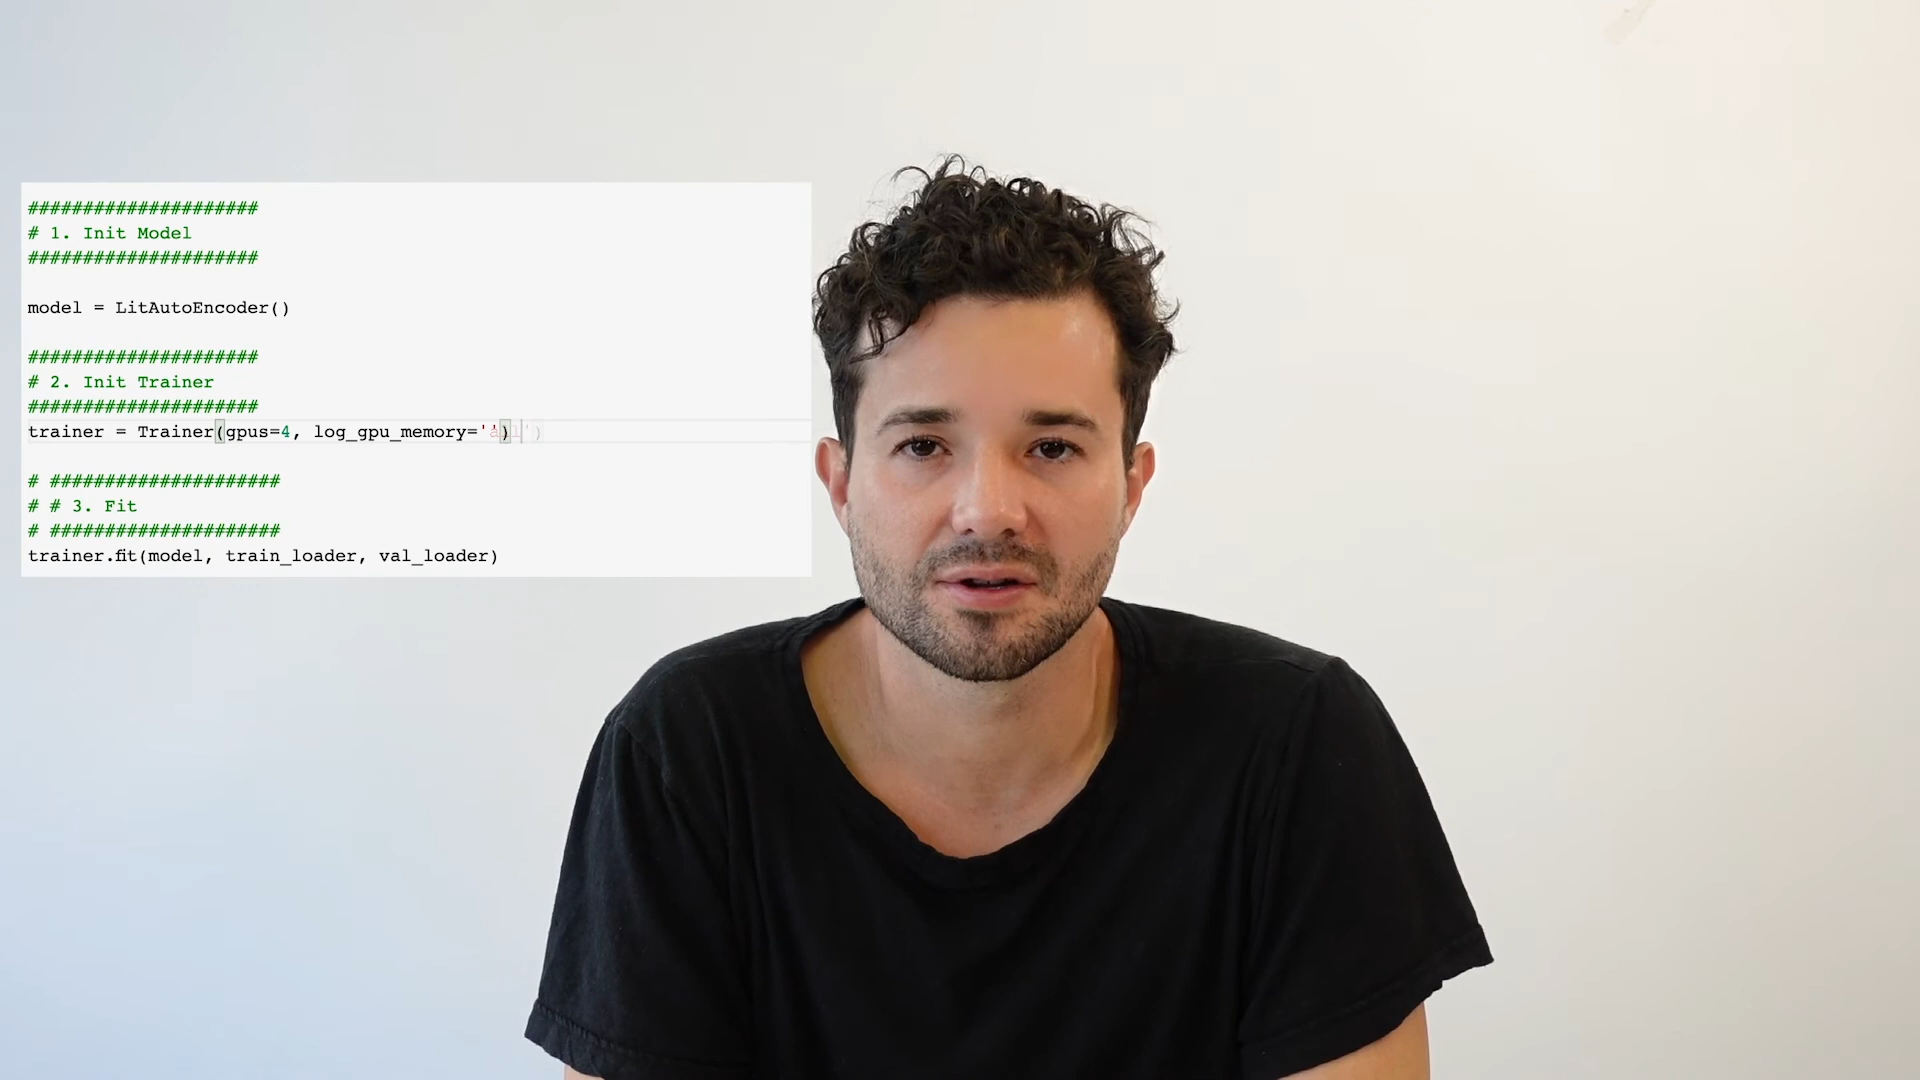 #####################
# 1. Init Model
#####################
model = LitAutoEncoder()
#####################
# 2. Init Trainer
#####################
trainer = Trainer(gpus=4, log_gpu_memory='')
# #####################
# # 3. Fit
# #####################
trainer.fit(model, train_loader, val_loader)